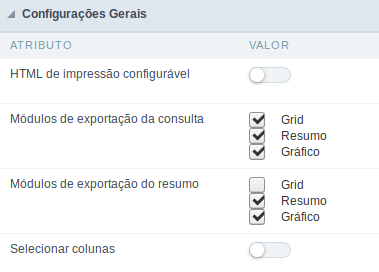 Configurações Gerais
ATRIBUTO VALOR
HTML de impressão configurável
Módulos de exportação da consulta Grid
Resumo
Gráfico
Módulos de exportação do resumo Grid
Resumo
Gráfico
Selecionar colunas